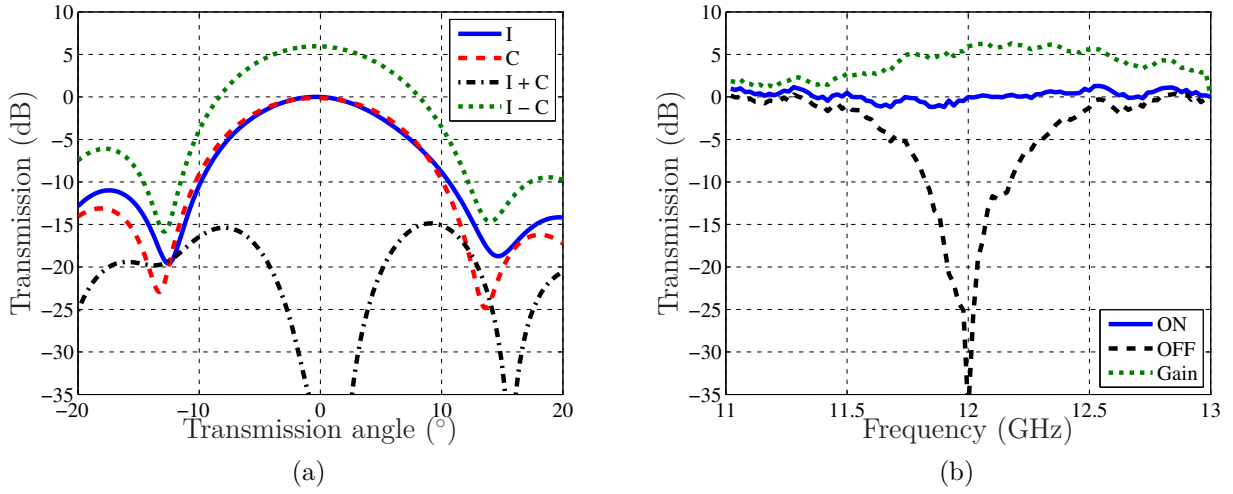 10
5
0
−5
−10
−15
−20
−25
−30
−35
Transmission (dB)
−20
−10
0
10
20
Transmission angle (°)
I
C
I + C
I − C
(a)
10
5
0
−5
−10
−15
−20
−25
−30
−35
Transmission (dB)
11
11.5
12
12.5
13
Frequency (GHz)
ON
OFF
Gain
(b)